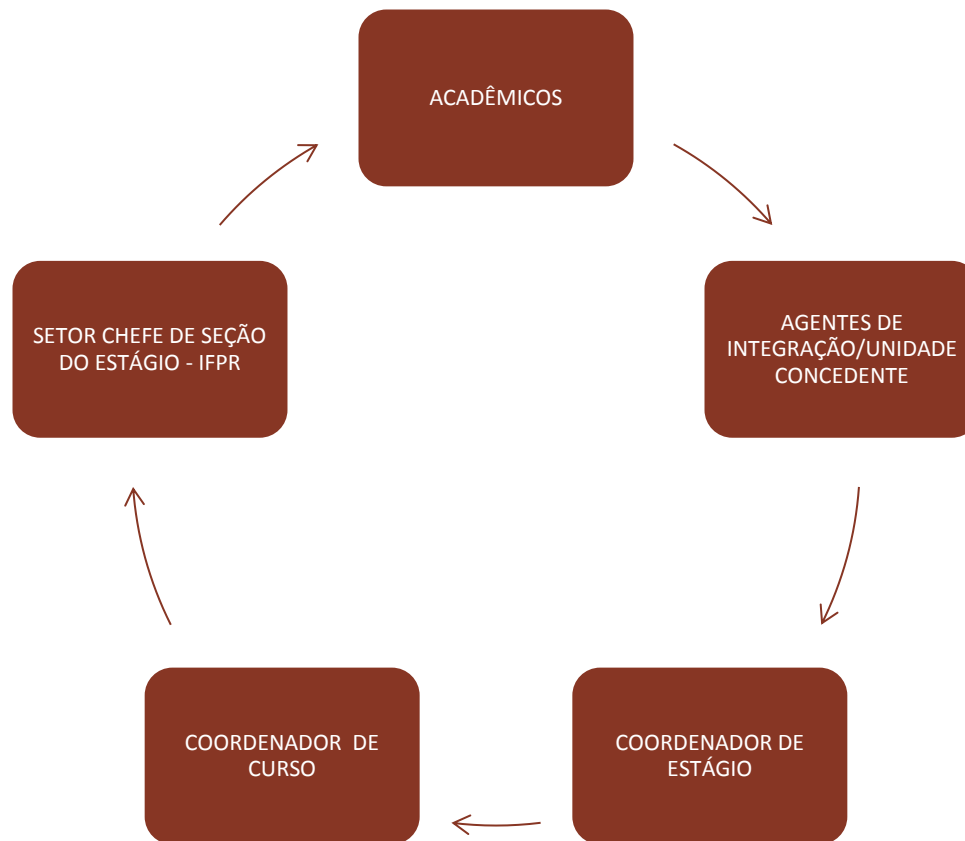 ACADÊMICOS
SETOR CHEFE DE SEÇÃO
DO ESTÁGIO - IFPR
AGENTES DE
INTEGRAÇÃO/UNIDADE
CONCEDENTE
COORDENADOR DE
CURSO
COORDENADOR DE
ESTÁGIO